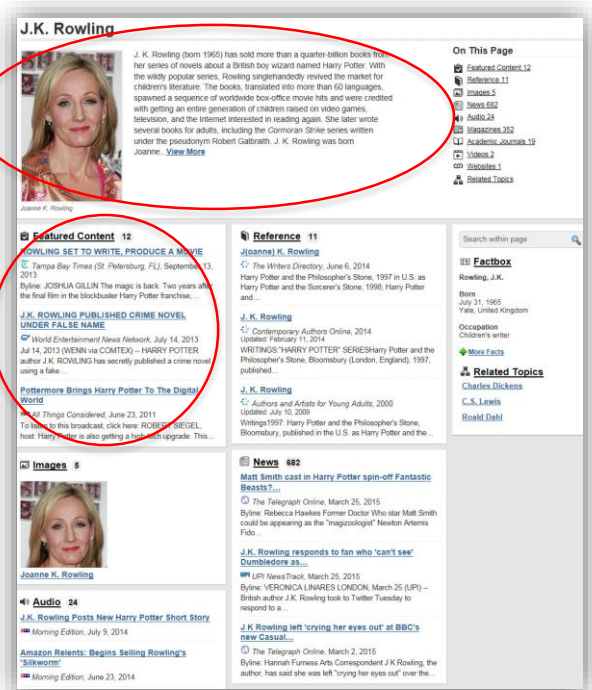 J.K. Rowling
J. K. Rowling (born 1965) has sold more than a quarter-billion books from
her series of novels about a British boy wizard named Harry Potter. With
the wildly popular series, Rowling singlehandedly revived the market for
children's literature. The books, translated into more than 60 languages,
spawned a sequence of worldwide box-office movie hits and were credited
with getting an entire generation of children raised on video games,
television, and the Internet interested in reading again. She later wrote
several books for adults, including the Cormoran Strike series written
under the pseudonym Robert Galbraith. J. K. Rowling was born
Joanne...View More
Joanne K. Rowling
On This Page
Featured Content 12
Reference 11
Images 5
News 682
Audio 24
Magazines 352
Academic Journals 19
Videos 2
Websites 1
Related Topics
Featured Content 12
ROWLING SET TO WRITE, PRODUCE A MOVIE
Tampa Bay Times (St. Petersburg, FL), September 13,
2013
Byline: JOSHUA GILLIN The magic is back. Two years after
the final film in the blockbuster Harry Potter franchise,...
J.K. ROWLING PUBLISHED CRIME NOVEL
UNDER FALSE NAME
World Entertainment News Network, July 14, 2013
Jul 14, 2013 (WENN via COMTEX) -- HARRY POTTER
author J.K. ROWLING has secretly published a crime novel
using a fake...
Pottermore Brings Harry Potter To The Digital
World
All Things Considered, June 23, 2011
To listen to this broadcast, click here: ROBERT SIEGEL,
host: Harry Potter is also getting a high-tech upgrade. This...
Images 5
Joanne K. Rowling
Audio 24
J.K. Rowling Posts New Harry Potter Short Story
Morning Edition, July 9, 2014
Amazon Relents: Begins Selling Rowling's
'Silkworm'
Morning Edition, June 23, 2014
Reference 11
J(oanne) K. Rowling
The Writers Directory, June 6, 2014
Harry Potter and the Philosopher's Stone, 1997 in U.S. as
Harry Potter and the Sorcerer's Stone, 1998; Harry Potter
and...
J. K. Rowling
Contemporary Authors Online, 2014
Updated: February 11, 2014
WRITINGS:"HARRY POTTER" SERIESHarry Potter and the
Philosopher's Stone, Bloomsbury (London, England), 1997,
published...
J. K. Rowling
Authors and Artists for Young Adults, 2000
Updated: July 10, 2009
Writings1997: Harry Potter and the Philosopher's Stone,
Bloomsbury, published in the U.S. as Harry Potter and the...
News 682
Matt Smith cast in Harry Potter spin-off Fantastic
Beasts?...
The Telegraph Online, March 25, 2015
Byline: Rebecca Hawkes Former Doctor Who star Matt Smith
could be appearing as the "magizoologist" Newton Artemis
Fido...
J.K. Rowling responds to fan who 'can't see'
Dumbledore as...
UPI NewsTrack, March 25, 2015
Byline: VERONICA LINARES LONDON, March 25 (UPI) --
British author J.K. Rowling took to Twitter Tuesday to
respond to a...
J K Rowling left 'crying her eyes out' at BBC's
new Casual...
The Telegraph Online, March 2, 2015
Byline: Hannah Furness Arts Correspondent J K Rowling, the
author, has said she was left "crying her eyes out" over the...
Search within page
Factbox
Rowling, J.K.
Born
July 31, 1965
Yate, United Kingdom
Occupation
Children's writer
More Facts
Related Topics
Charles Dickens
C.S. Lewis
Roald Dahl